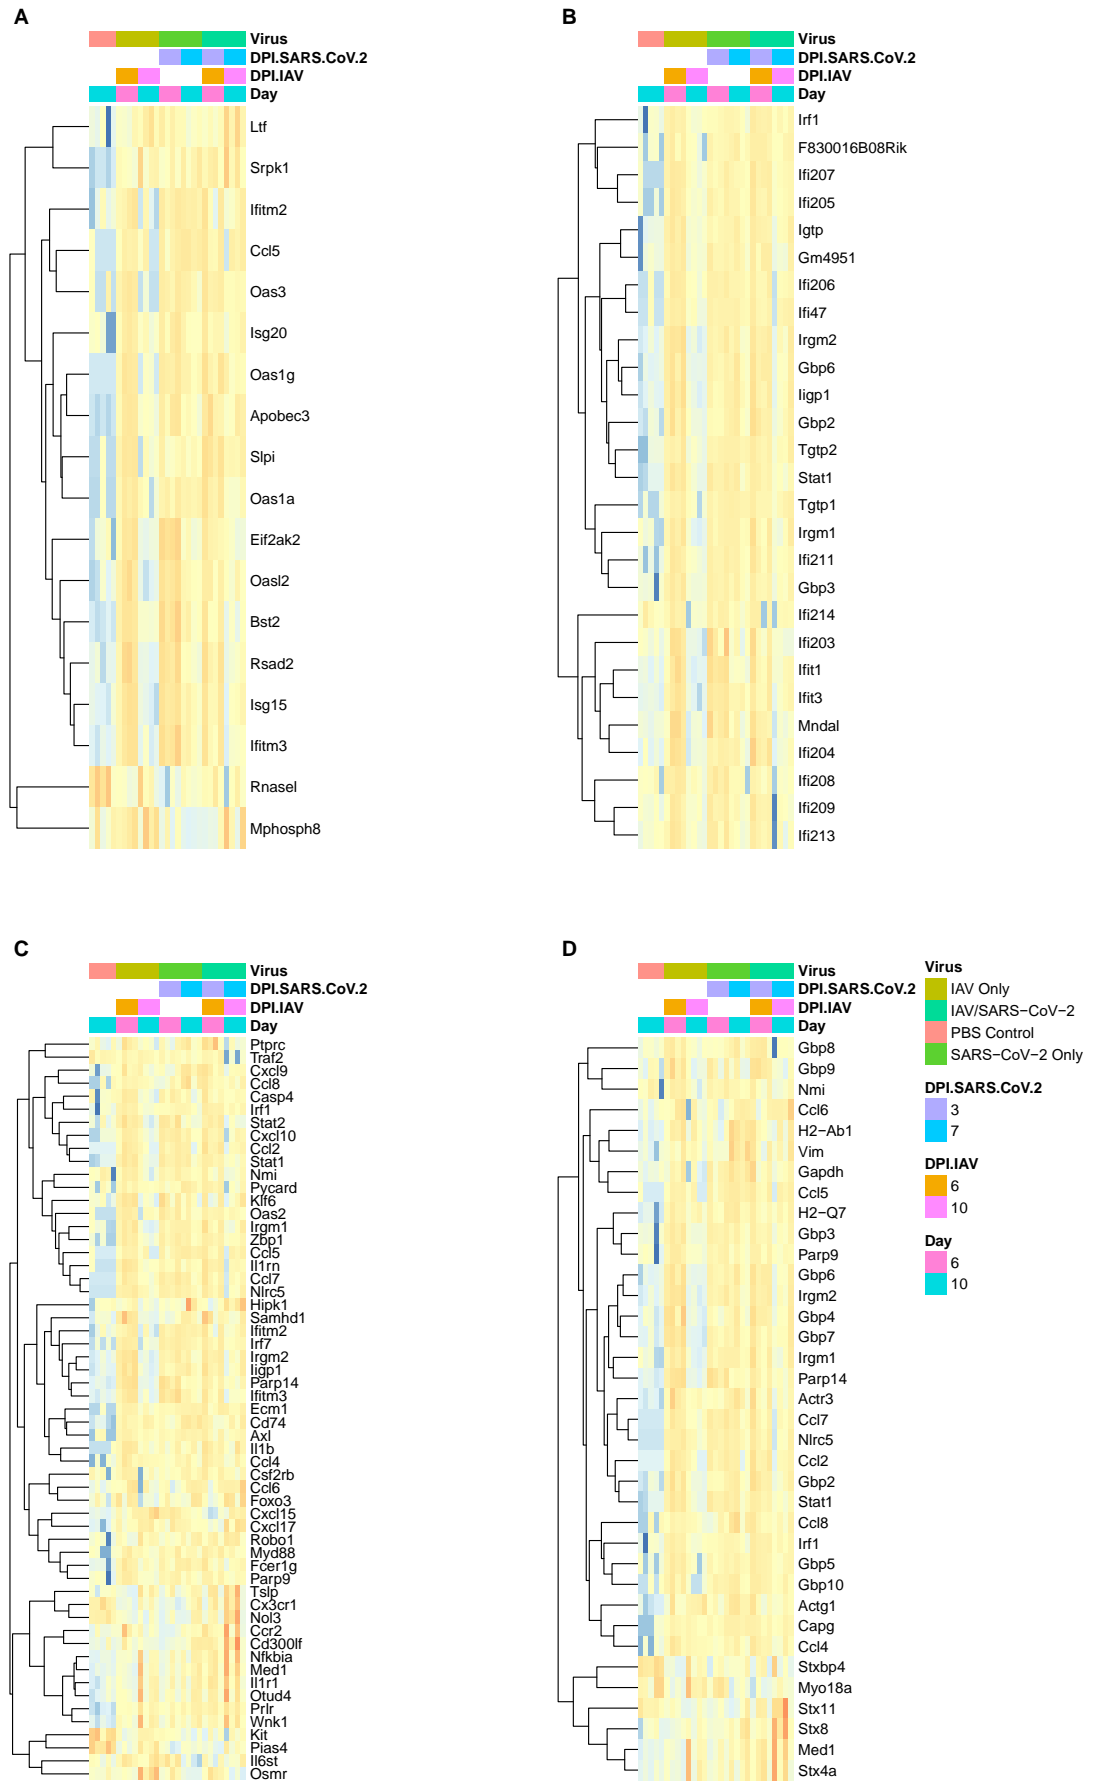 A
Virus
DPI.SARS.CoV.2
DPI.IAV
Day
Ltf
Srpk1
Ifitm2
Ccl5
Oas3
Isg20
Oas1g
Apobec3
Slpi
Oas1a
Eif2ak2
Oasl2
Bst2
Rsad2
Isg15
Ifitm3
Rnasel
Mphosph8
B
Virus
DPI.SARS.CoV.2
DPI.IAV
Day
Irf1
F830016B08Rik
Ifi207
Ifi205
Igtp
Gm4951
Ifi206
Ifi47
Irgm2
Gbp6
Iigp1
Gbp2
Tgtp2
Stat1
Tgtp1
Irgm1
Ifi211
Gbp3
Ifi214
Ifi203
Ifit1
Ifit3
Mndal
Ifi204
Ifi208
Ifi209
Ifi213
C
Virus
DPI.SARS.CoV.2
DPI.IAV
Day
Ptprc
Traf2
Cxcl9
Ccl8
Casp4
Irf1
Stat2
Cxcl10
Ccl2
Stat1
Nmi
Pycard
Klf6
Oas2
Irgm1
Zbp1
Ccl5
Il1rn
Ccl7
Nlrc5
Hipk1
Samhd1
Ifitm2
Irf7
Irgm2
Iigp1
Parp14
Ifitm3
Ecm1
Cd74
Axl
Il1b
Ccl4
Csf2rb
Ccl6
Foxo3
Cxcl15
Cxcl17
Robo1
Myd88
Fcer1g
Parp9
Tslp
Cx3cr1
Nol3
Ccr2
Cd300lf
Nfkbia
Med1
Il1r1
Otud4
Prlr
Wnk1
Kit
Pias4
Il6st
Osmr
D
Virus
DPI.SARS.CoV.2
DPI.IAV
Day
Gbp8
Gbp9
Nmi
Ccl6
H2−Ab1
Vim
Gapdh
Ccl5
H2−Q7
Gbp3
Parp9
Gbp6
Irgm2
Gbp4
Gbp7
Irgm1
Parp14
Actr3
Ccl7
Nlrc5
Ccl2
Gbp2
Stat1
Ccl8
Irf1
Gbp5
Gbp10
Actg1
Capg
Ccl4
Stxbp4
Myo18a
Stx11
Stx8
Med1
Stx4a
Virus
IAV Only
IAV/SARS−CoV−2
PBS Control
SARS−CoV−2 Only
DPI.SARS.CoV.2
3
7
DPI.IAV
6
10
Day
6
10